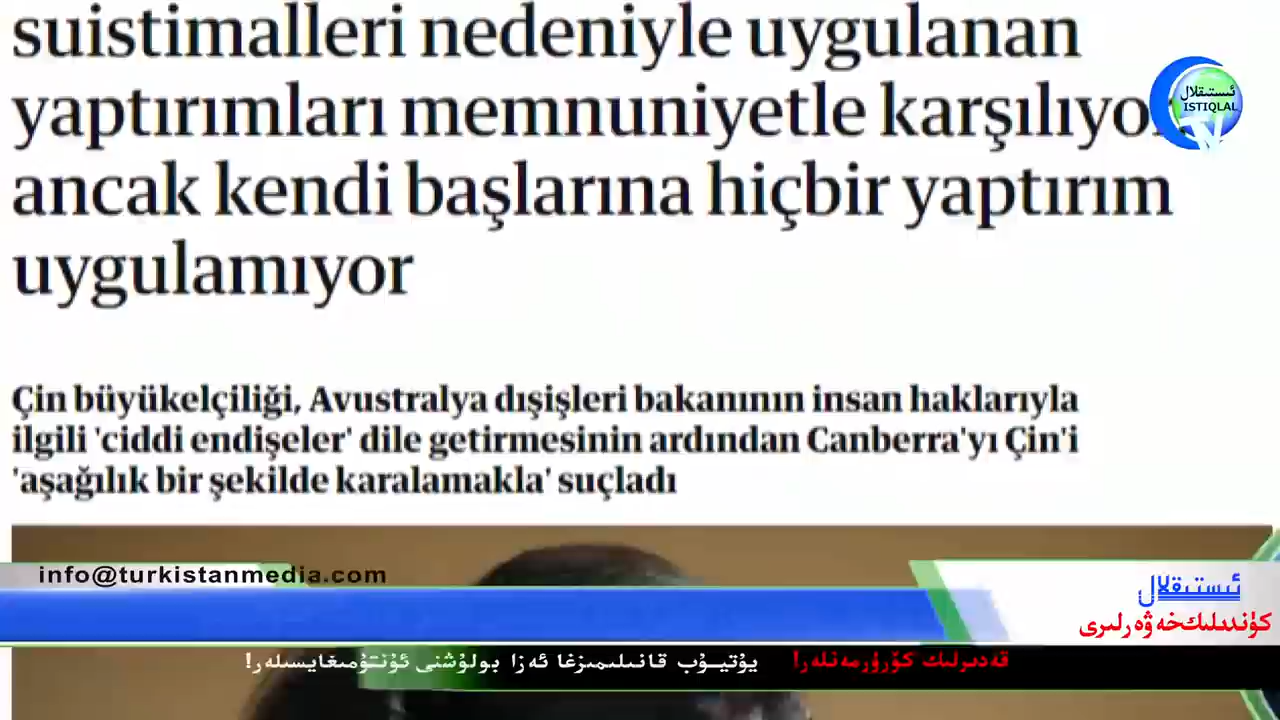 suistimalleri nedeniyle uygulanan
yaptırımları memnuniyetle karşılıyor
ancak kendi başlarına hiçbir yaptırım
uygulamıyor
ئىستىقلال
ISTIQLAL
TV
Çin büyükelçiliği, Avustralya dışişleri bakanının insan haklarıyla
ilgili 'ciddi endişeler' dile getirmesinin ardından Canberra'yı Çin'i
'aşağılık bir şekilde karalamakla' suçladı
info@turkistanmedia.com
ئىستىقلال
كۈندىلىك خەۋەرلىرى
قەدىرلىك كۆرۈرمەنلەر! يۇتيۇب قانىلىمىزغا ئەزا بولۇشنى ئۇنتۇمىغايسىلەر!